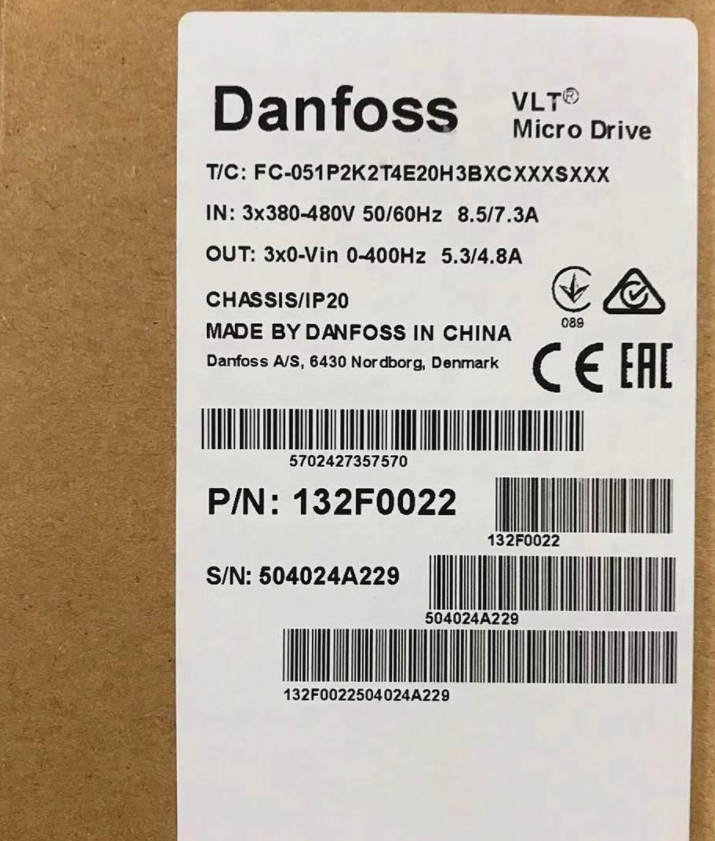 Danfoss
VLT®
Micro Drive
T/C: FC-051P2K2T4E20H3BXCXXXSXXX
IN: 3x380-480V 50/60Hz 8.5/7.3A
OUT: 3x0-Vin 0-400Hz 5.3/4.8A
CHASSIS/IP20
089
MADE BY DANFOSS IN CHINA
Danfoss A/S, 6430 Nordborg, Denmark
CE EAC
5702427357570
P/N: 132F0022
132F0022
S/N: 504024A229
504024A229
132F0022504024A229